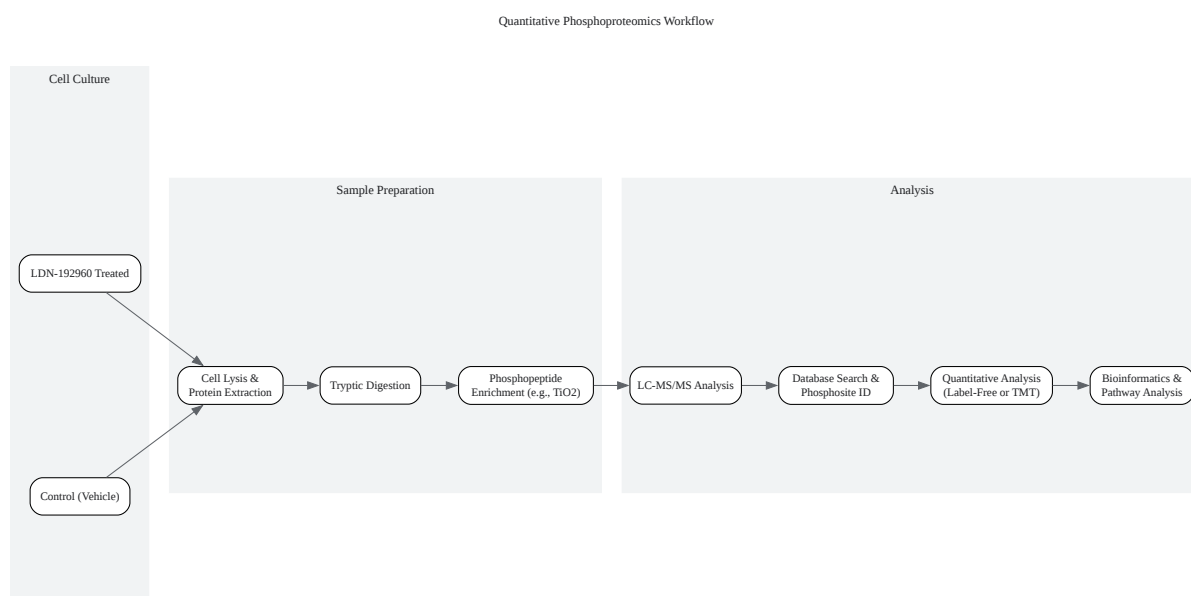 Quantitative Phosphoproteomics Workflow
Cell Culture
LDN-192960 Treated
Control (Vehicle)
Sample Preparation
Cell Lysis &
Protein Extraction
Tryptic Digestion
Phosphopeptide
Enrichment (e.g., TiO2)
Analysis
LC-MS/MS Analysis
Database Search &
Phosphosite ID
Quantitative Analysis
(Label-Free or TMT)
Bioinformatics &
Pathway Analysis